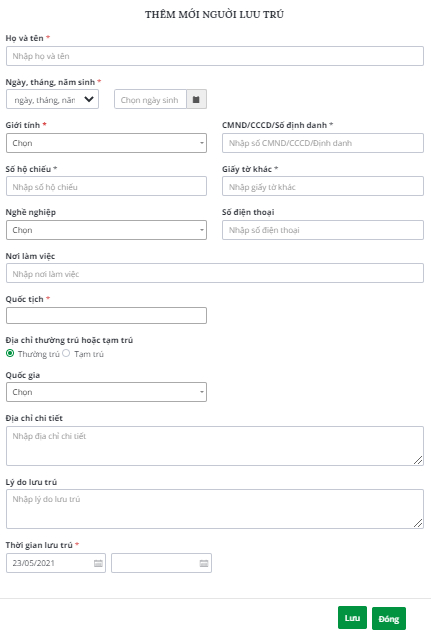 THÊM MỚI NGƯỜI LƯU TRÚ
Họ và tên *
Nhập họ và tên
Ngày, tháng, năm sinh *
ngày, tháng, năn
Chọn ngày sinh
Giới tính *
CMND/CCCD/Số định danh *
Chọn
Nhập số CMND/CCCD/Định danh
Số hộ chiếu *
Giấy tờ khác *
Nhập số hộ chiếu
Nhập giấy tờ khác
Nghề nghiệp
Số điện thoại
Chọn
Nhập số điện thoại
Nơi làm việc
Nhập nơi làm việc
Quốc tịch *
Địa chỉ thường trú hoặc tạm trú
Thường trú Tạm trú
Quốc gia
Chọn
Địa chỉ chi tiết
Nhập địa chỉ chi tiết
Lý do lưu trú
Nhập lý do lưu trú
Thời gian lưu trú *
23/05/2021
Lưu
Đóng